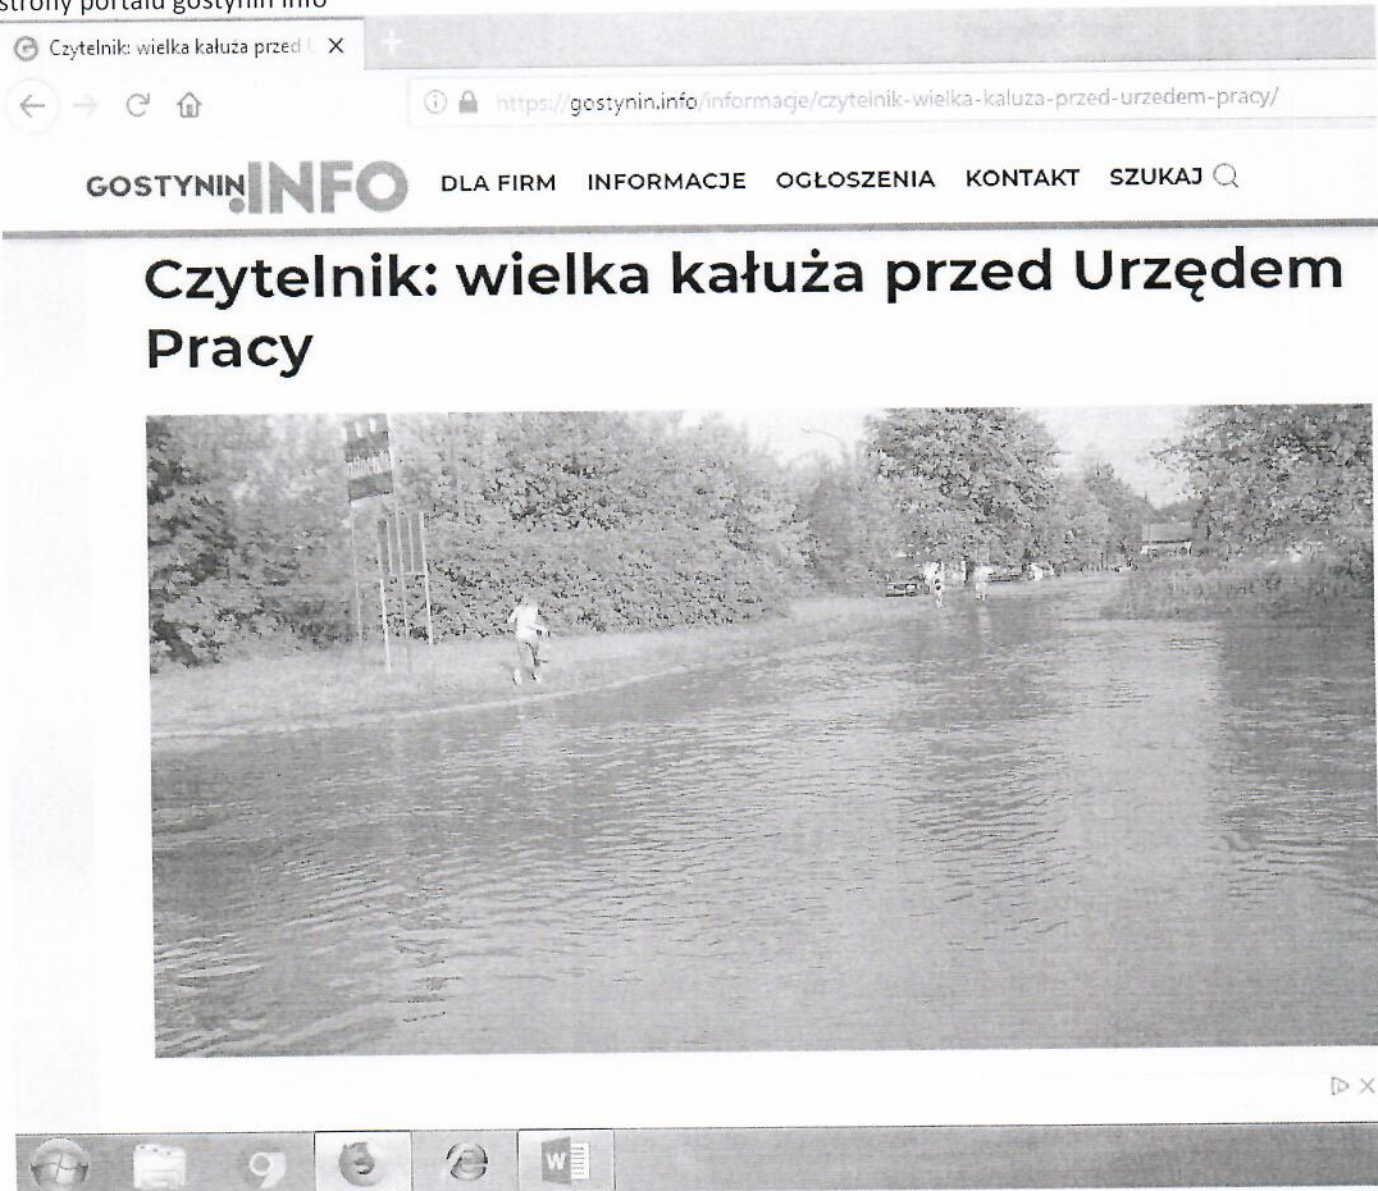 strony portalu gostynin info
Czytelnik: wielka kałuża przed
https://gostynin.info/informacje/czytelnik-wielka-kaluza-przed-urzedem-pracy/
GOSTYNIN.INFO DLA FIRM INFORMACJE OGŁOSZENIA KONTAKT SZUKAJ
Czytelnik: wielka kałuża przed Urzędem
Pracy